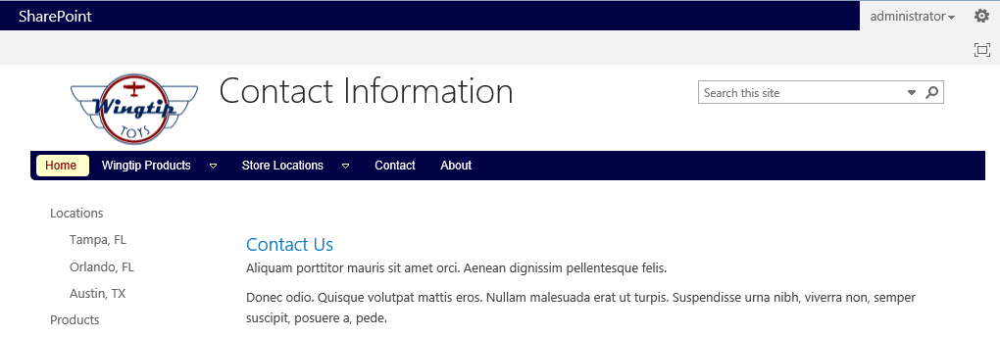 SharePoint
administrator
Wingtip
TOYS
Contact Information
Search this site
Home Wingtip Products Store Locations Contact About
Locations
Tampa, FL
Orlando, FL
Austin, TX
Products
Contact Us
Aliquam porttitor mauris sit amet orci. Aenean dignissim pellentesque felis.
Donec odio. Quisque volutpat mattis eros. Nullam malesuada erat ut turpis. Suspendisse urna nibh, viverra non, semper
suscipit, posuere a, pede.